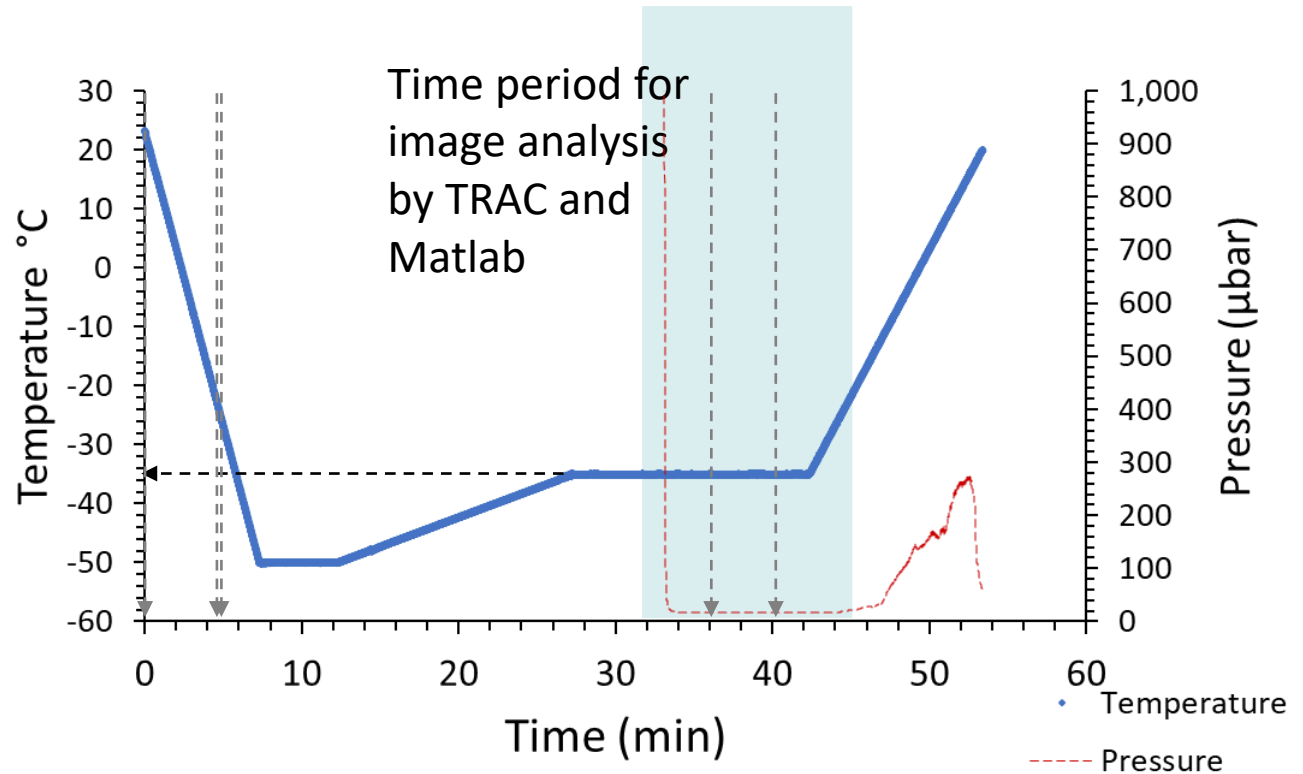 Time period for
image analysis
by TRAC and
Matlab
Temperature °C
30
20
10
0
-10
-20
-30
-40
-50
-60
1,000
900
800
700
600
500
400
300
200
100
0
Pressure (µbar)
0 10 20 30 40 50 60
Time (min)
Temperature
Pressure